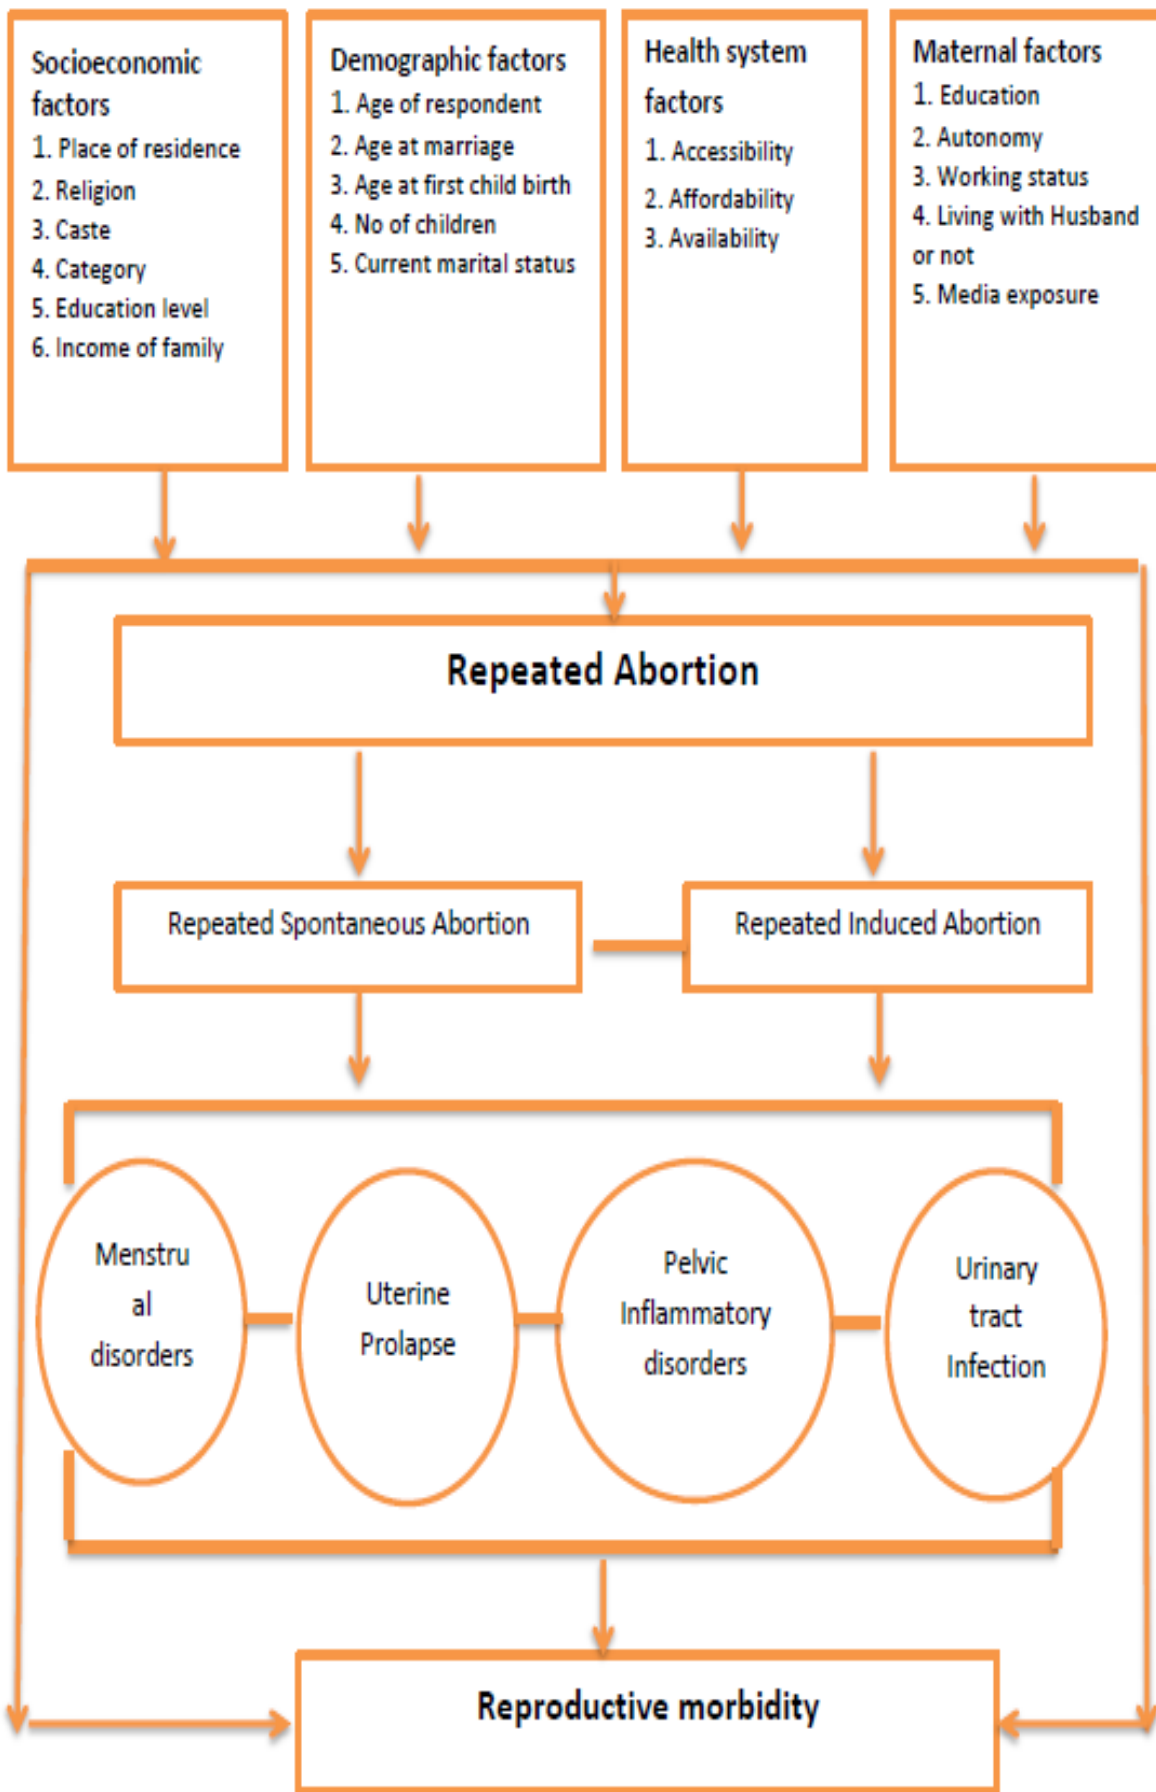 Socioeconomic
factors
1. Place of residence
2. Religion
3. Caste
4. Category
5. Education level
6. Income of family
Demographic factors
1. Age of respondent
2. Age at marriage
3. Age at first child birth
4. No of children
5. Current marital status
Health system
factors
1. Accessibility
2. Affordability
3. Availability
Maternal factors
1. Education
2. Autonomy
3. Working status
4. Living with Husband
or not
5. Media exposure
Repeated Abortion
Repeated Spontaneous Abortion
Repeated Induced Abortion
Menstru
al
disorders
Uterine
Prolapse
Pelvic
Inflammatory
disorders
Urinary
tract
Infection
Reproductive morbidity